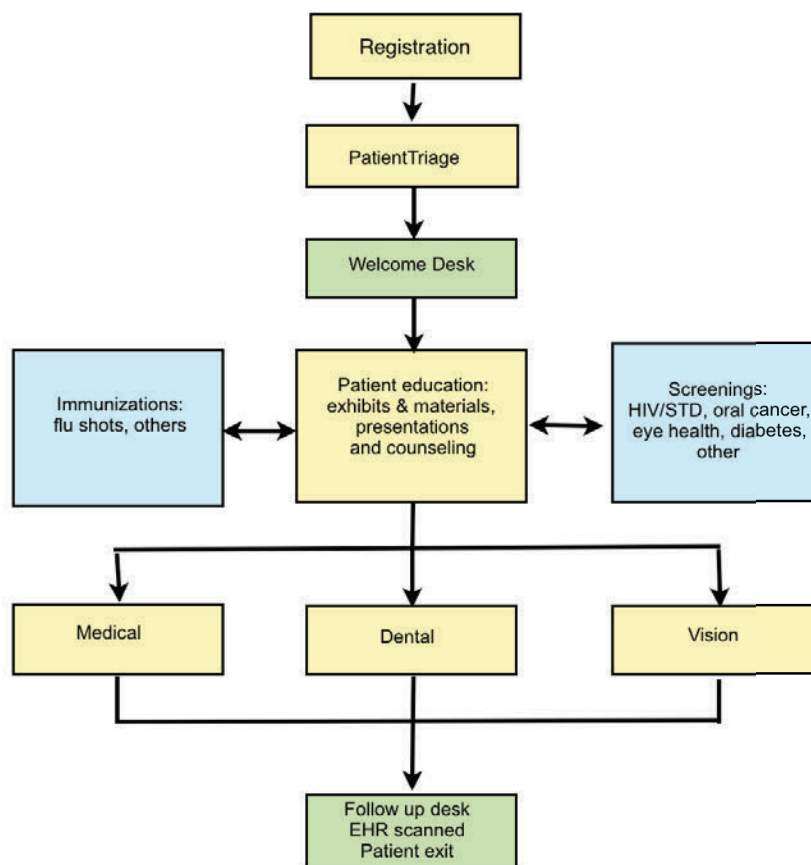 Registration
PatientTriage
Welcome Desk
Immunizations:
flu shots, others
Patient education:
exhibits & materials,
presentations
and counseling
Screenings:
HIV/STD, oral cancer,
eye health, diabetes,
other
Medical
Dental
Vision
Follow up desk
EHR scanned
Patient exit